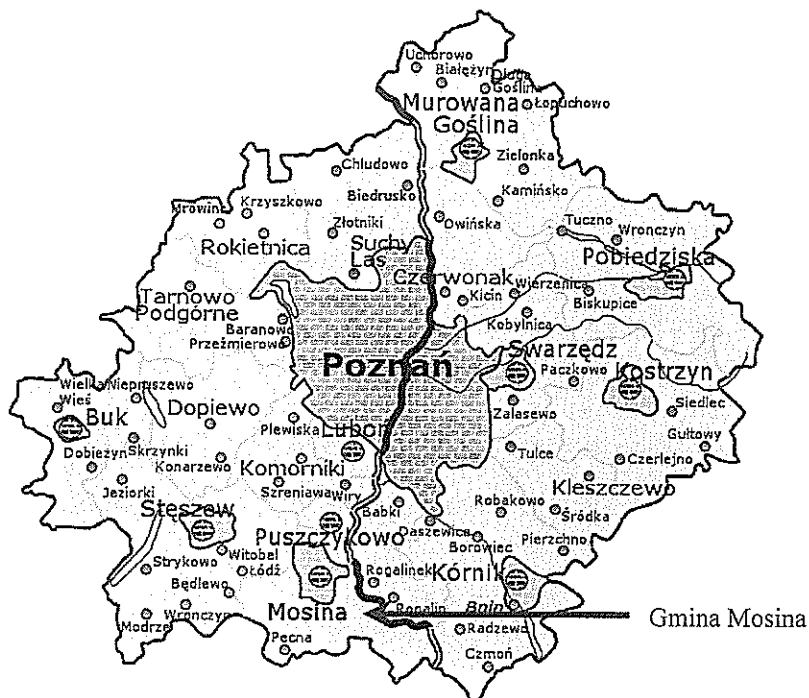 Uchorowo
Białężyn
Długa
Goślina
Murowana
Goślina
Łopuchowo
Zielonka
Chludowo
Biedrusko
Kamińsko
Krzyszkowo
Mrowino
Złotniki
Owińska
Tuczno
Wronczyn
Rokietnica
Suchy
Las
Pobiedziska
Czerwonak
Wierzenica
Kicin
Biskupice
Tarnowo
Podgórne
Baranowo
Kobylnica
Przeźmierowo
Poznań
Swarzędz
Paczkowo
Kostrzyn
Wielka
Wieś
Niepruszewo
Buk
Dopiewo
Plewiska
Luboń
Zalasewo
Siedlec
Gułtowy
Dobieżyn
Skrzynki
Konarzewo
Komorniki
Tulce
Czerlejno
Jeziorki
Szreniawa
Wiry
Kleszczewo
Stęszew
Babki
Robakowo
Śródka
Puszczykowo
Daszewice
Borówiec
Pierzchno
Strykowo
Witobel
Łódź
Rogalinek
Kórnik
Będlewo
Mosina
Rogalin
Bnin
Gmina Mosina
Modrze
Wronczyn
Pecna
Radzewa
Czmoń